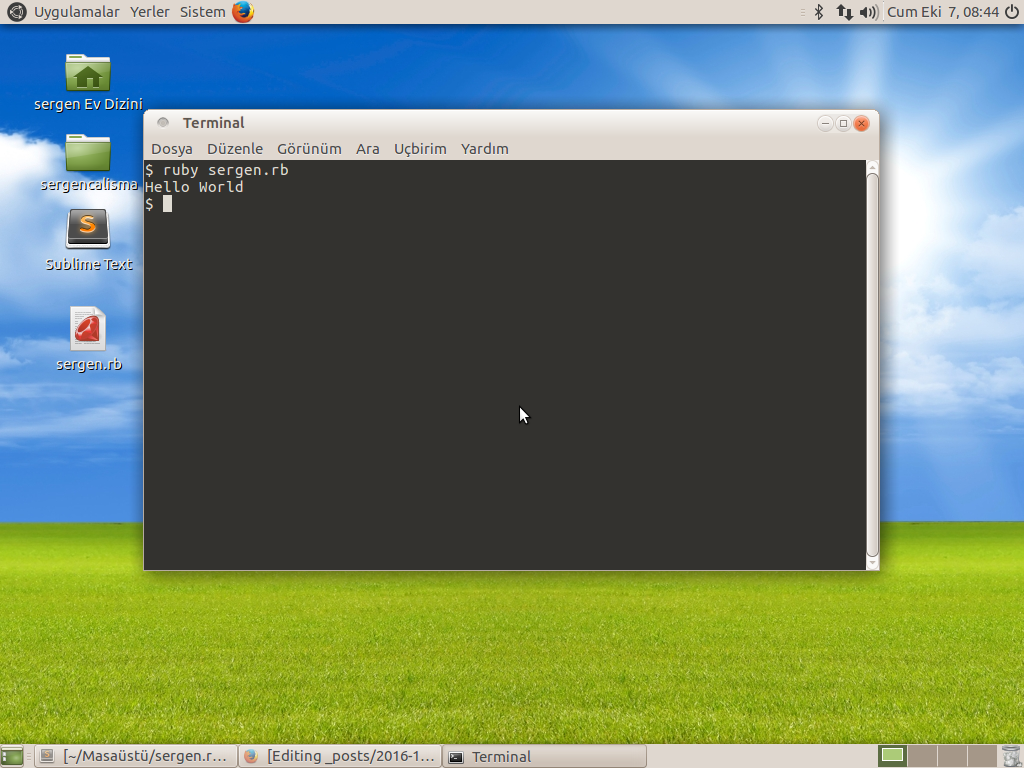 Uygulamalar Yerler Sistem Cum Eki 7, 08:44
sergen Ev Dizini
sergencalisma
Sublime Text
sergen.rb
Terminal
Dosya Düzenle Görünüm Ara Uçbirim Yardım
$ ruby sergen.rb
Hello World
$
[~/Masaüstü/sergen.r... [Editing _posts/2016-1... Terminal